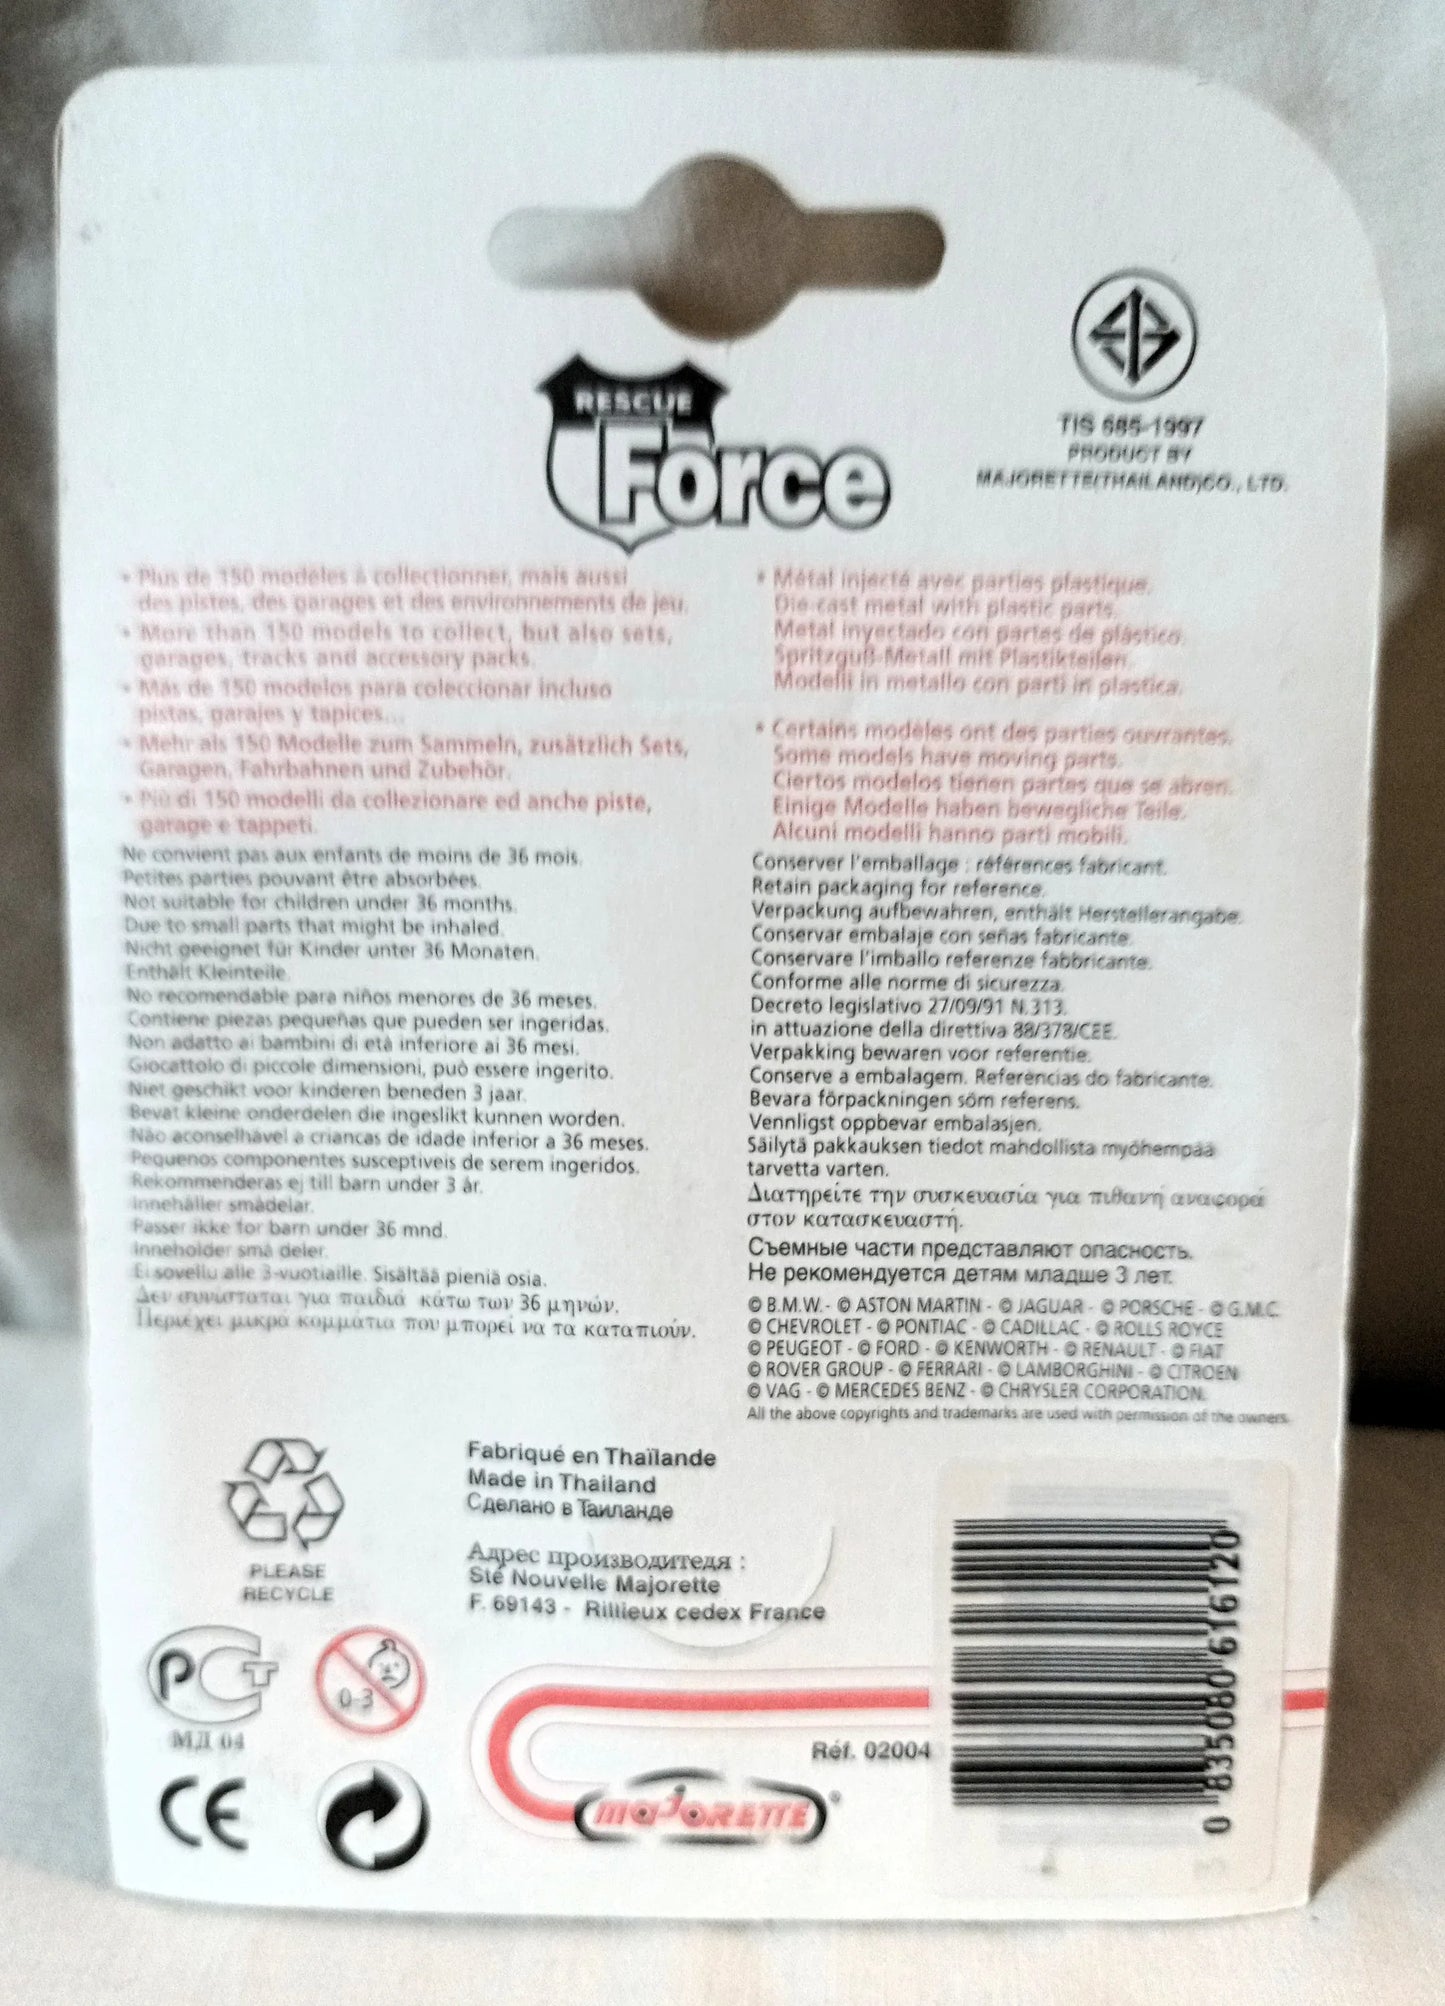 RESCUE
Force
TIS 685-1997
PRODUCT BY
MAJORETTE(THAILAND)CO., LTD.
• Plus de 150 modèles à collectionner, mais aussi
des pistes, des garages et des environnements de jeu.
• More than 150 models to collect, but also sets,
garages, tracks and accessory packs.
• Más de 150 modelos para coleccionar incluso
pistas, garajes y tapices...
• Mehr als 150 Modelle zum Sammeln, zusätzlich Sets,
Garagen, Fahrbahnen und Zubehör.
• Più di 150 modelli da collezionare ed anche piste,
garage e tappeti.
Ne convient pas aux enfants de moins de 36 mois.
Petites parties pouvant être absorbées.
Not suitable for children under 36 months.
Due to small parts that might be inhaled.
Nicht geeignet für Kinder unter 36 Monaten.
Enthält Kleinteile.
No recomendable para niños menores de 36 meses.
Contiene piezas pequeñas que pueden ser ingeridas.
Non adatto ai bambini di età inferiore ai 36 mesi.
Giocattolo di piccole dimensioni, può essere ingerito.
Niet geschikt voor kinderen beneden 3 jaar.
Bevat kleine onderdelen die ingeslikt kunnen worden.
Não aconselhável a criancas de idade inferior a 36 meses.
Pequenos componentes susceptiveis de serem ingeridos.
Rekommenderas ej till barn under 3 år.
Innehåller smådelar.
Passer ikke for barn under 36 mnd.
Inneholder små deler.
Ei sovellu alle 3-vuotiaille. Sisältää pieniä osia.
Δεν συνίσταται για παιδιά κάτω των 36 μηνών.
Περιέχει μικρά κομμάτια που μπορεί να τα καταπιούν.
• Métal injecté avec parties plastique.
Die-cast metal with plastic parts.
Metal inyectado con partes de plástico.
Spritzguß-Metall mit Plastikteilen.
Modelli in metallo con parti in plastica.
• Certains modèles ont des parties ouvrantes.
Some models have moving parts.
Ciertos modelos tienen partes que se abren.
Einige Modelle haben bewegliche Teile.
Alcuni modelli hanno parti mobili.
Conserver l'emballage : références fabricant.
Retain packaging for reference.
Verpackung aufbewahren, enthält Herstellerangabe.
Conservar embalaje con señas fabricante.
Conservare l'imballo referenze fabbricante.
Conforme alle norme di sicurezza.
Decreto legislativo 27/09/91 N.313.
in attuazione della direttiva 88/378/CEE.
Verpakking bewaren voor referentie.
Conserve a embalagem. Referencias do fabricante.
Bevara förpackningen söm referens.
Vennligst oppbevar embalasjen.
Säilytä pakkauksen tiedot mahdollista myöhempää
tarvetta varten.
Διατηρείτε την συσκευασία για πιθανή αναφορά
στον κατασκευαστή.
Съемные части представляют опасность.
Не рекомендуется детям младше 3 лет.
© B.M.W. - © ASTON MARTIN - © JAGUAR - © PORSCHE - © G.M.C.
© CHEVROLET - © PONTIAC - © CADILLAC - © ROLLS ROYCE
© PEUGEOT - © FORD - © KENWORTH - © RENAULT - © FIAT
© ROVER GROUP - © FERRARI - © LAMBORGHINI - © CITROEN
© VAG - © MERCEDES BENZ - © CHRYSLER CORPORATION.
All the above copyrights and trademarks are used with permission of the owners.
PLEASE
RECYCLE
Fabriqué en Thaïlande
Made in Thailand
Сделано в Таиланде
Адрес производителя :
Sté Nouvelle Majorette
F. 69143 - Rillieux cedex France
РСТ
МД 04
0-3
CE
Réf. 02004
MAJORETTE
0 835080 616120